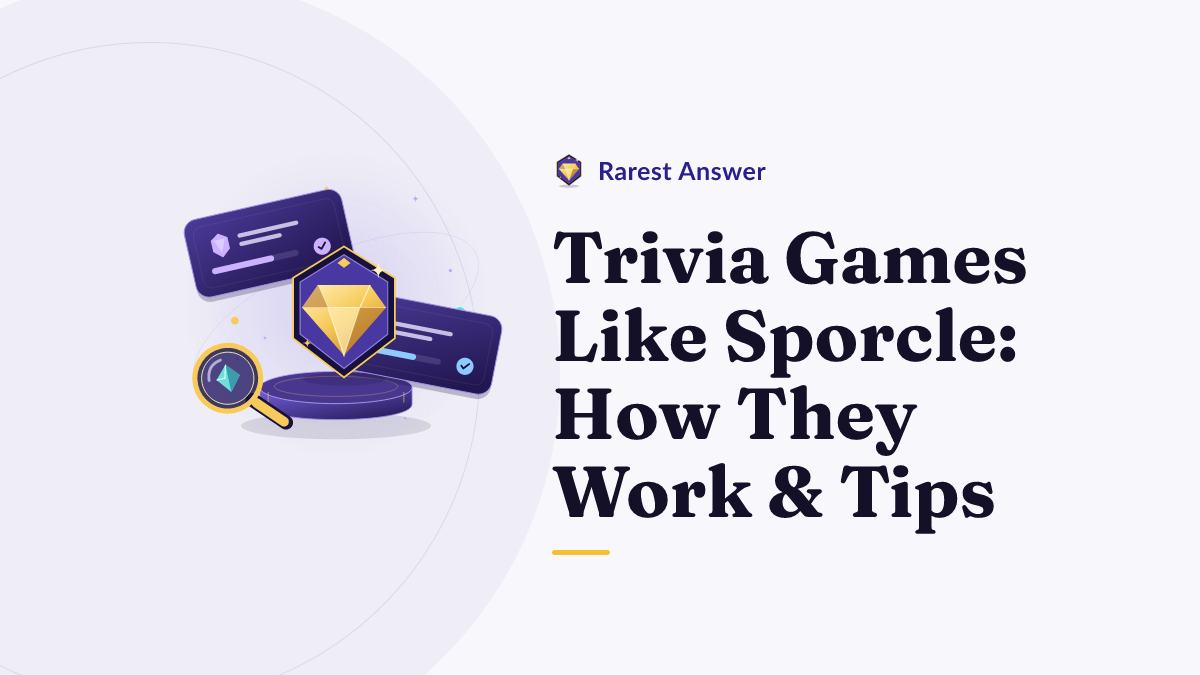 Rarest Answer
Trivia Games
Like Sporcle:
How They
Work & Tips